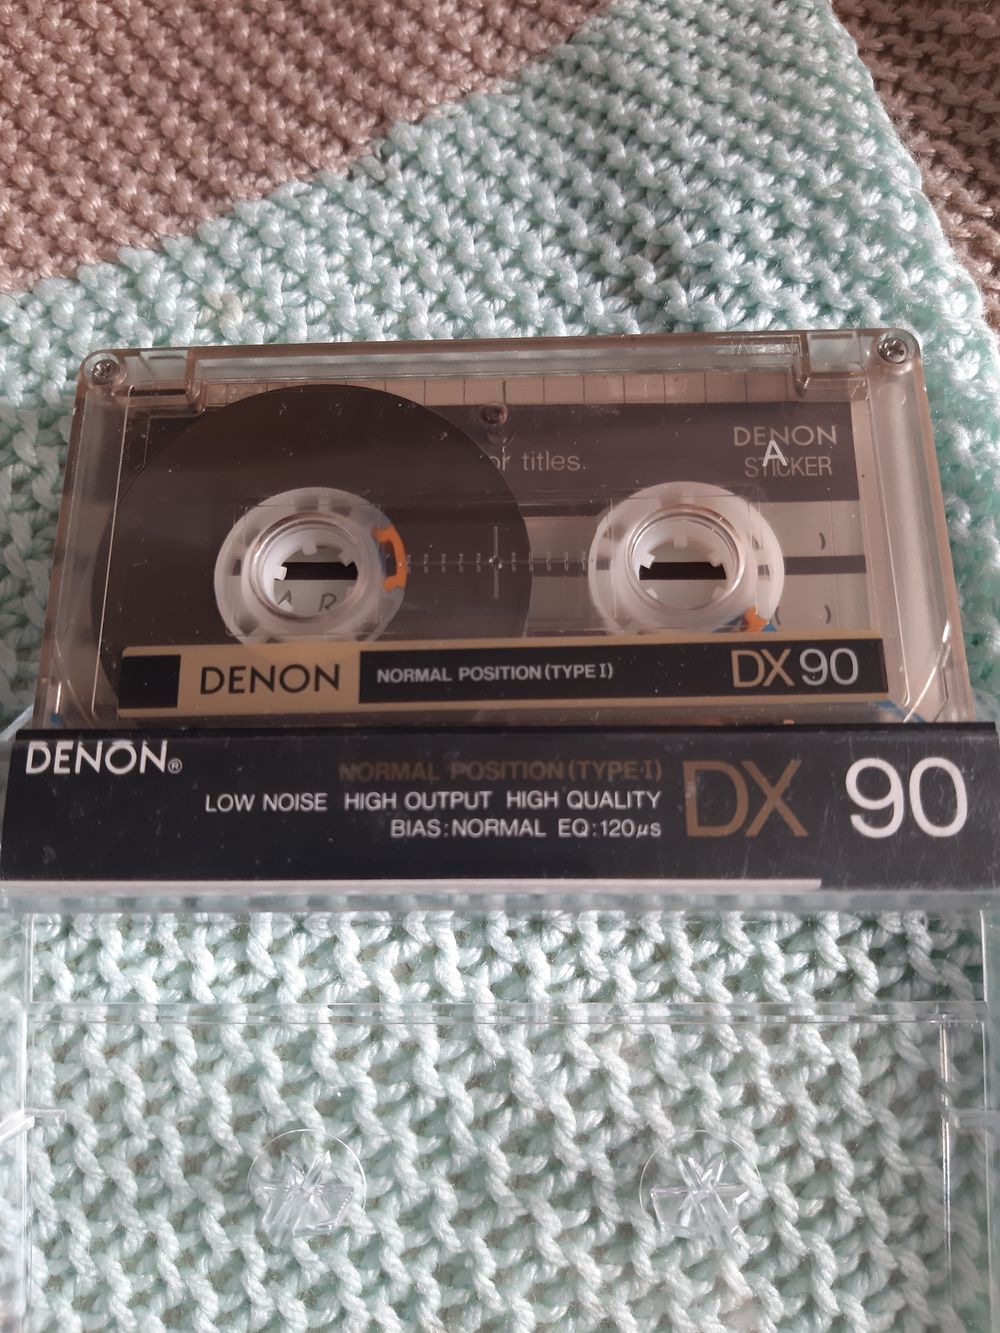 DENON
A
STICKER
or titles.
A B
DENON NORMAL POSITION (TYPE I) DX 90
DENON® NORMAL POSITION (TYPE I) DX 90
LOW NOISE HIGH OUTPUT HIGH QUALITY
BIAS:NORMAL EQ:120μs